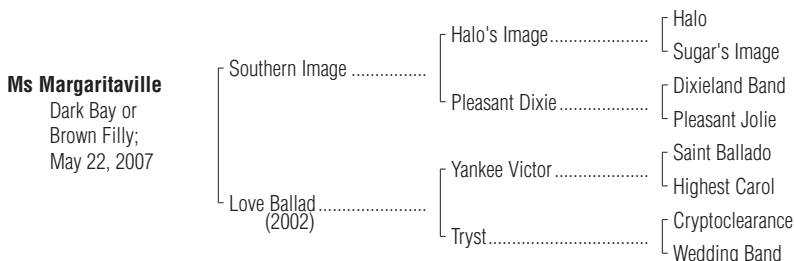 Halo
Halo's Image........................
Sugar's Image
Southern Image ..................
Ms Margaritaville
Dixieland Band
Dark Bay or
Pleasant Dixie......................
Brown Filly;
Pleasant Jolie
May 22, 2007
Saint Ballado
Yankee Victor.......................
Highest Carol
Love Ballad..........................
(2002)
Cryptoclearance
Tryst.......................................
Wedding Band